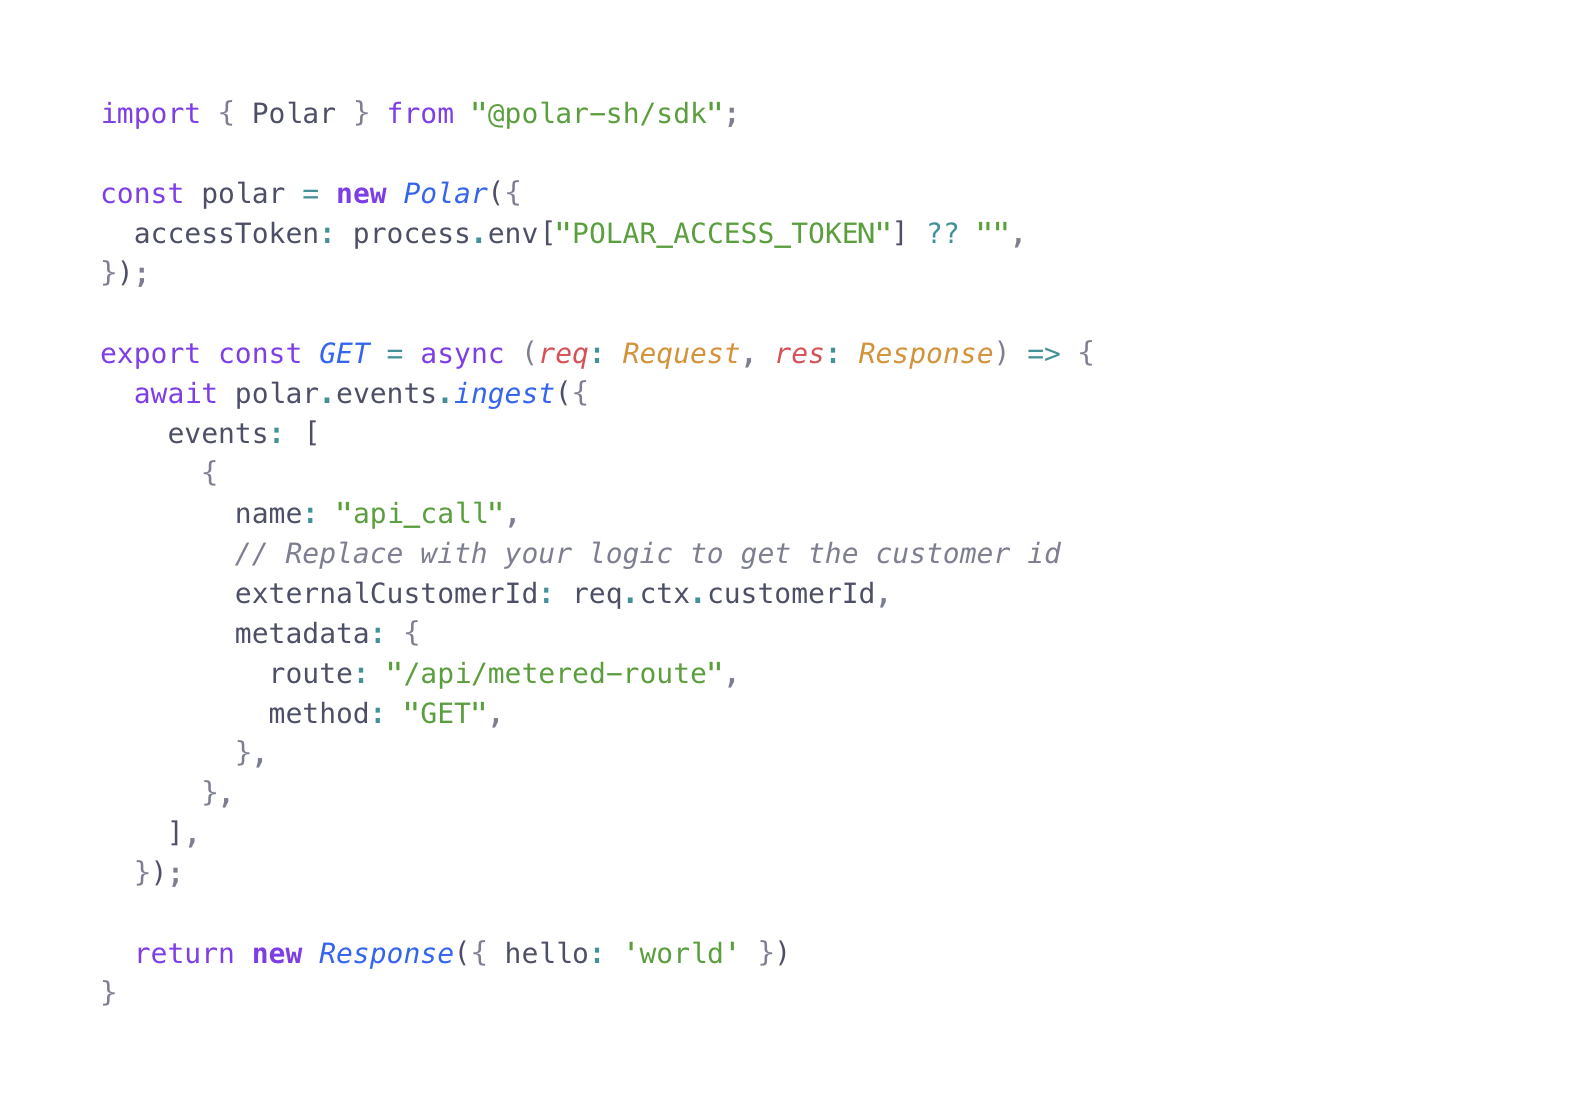 import { Polar } from "@polar-sh/sdk";

const polar = new Polar({
  accessToken: process.env["POLAR_ACCESS_TOKEN"] ?? "",
});

export const GET = async (req: Request, res: Response) => {
  await polar.events.ingest({
    events: [
      {
        name: "api_call",
        // Replace with your logic to get the customer id
        externalCustomerId: req.ctx.customerId,
        metadata: {
          route: "/api/metered-route",
          method: "GET",
        },
      },
    ],
  });

  return new Response({ hello: 'world' })
}